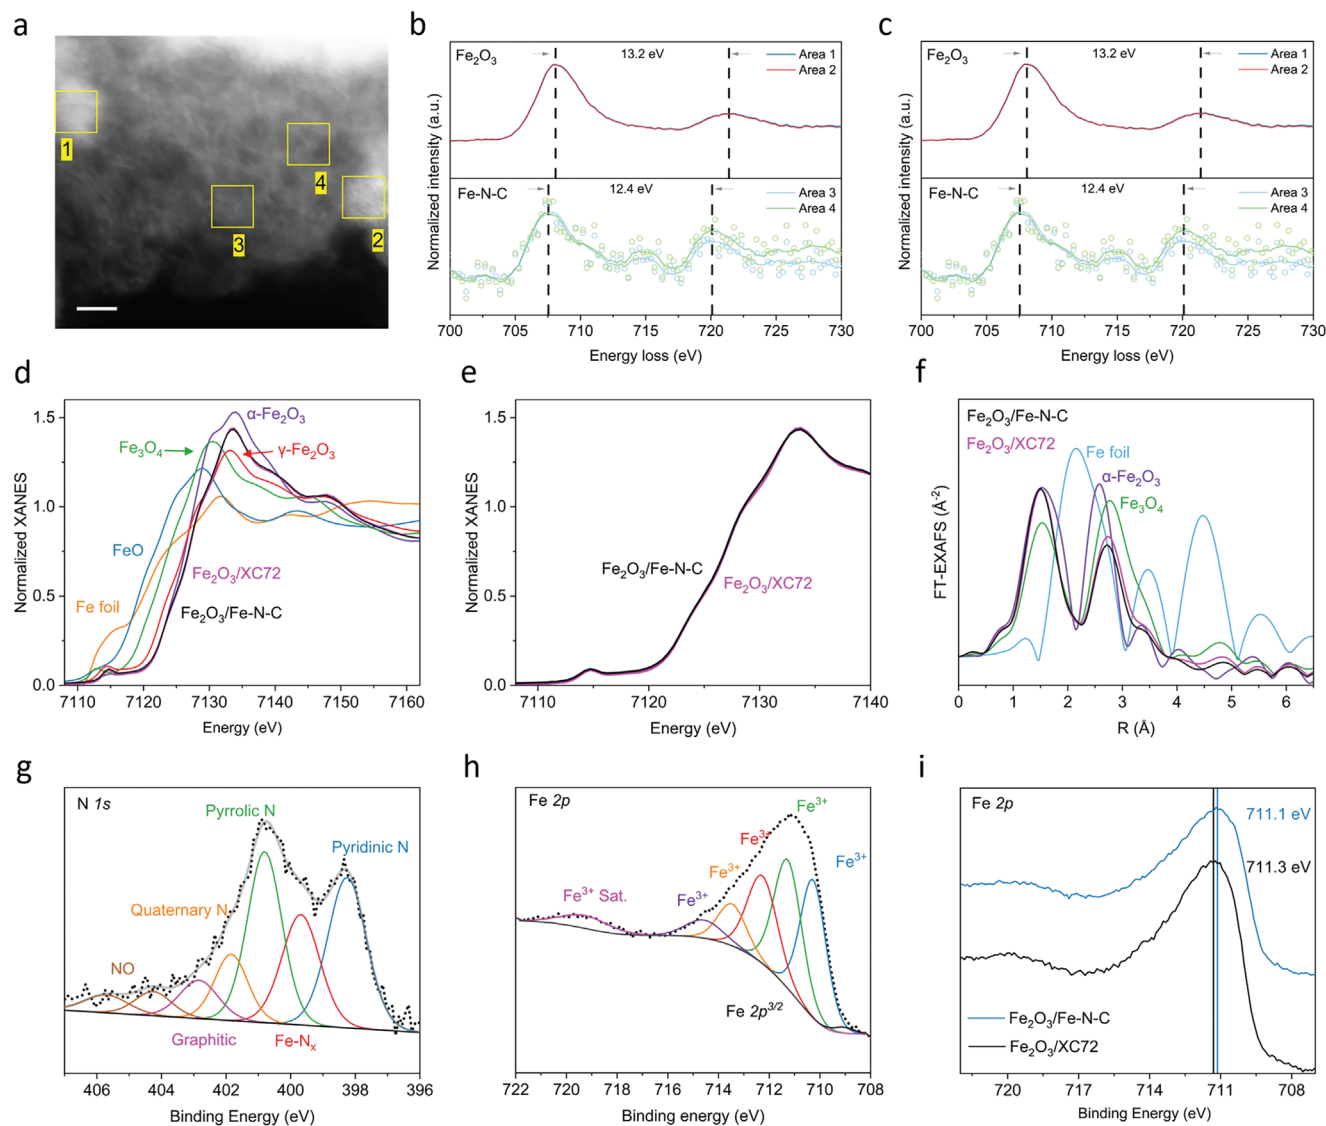 a
1
2
3
4
b
Fe₂O₃
13.2 eV
Area 1
Area 2
Fe-N-C
12.4 eV
Area 3
Area 4
Normalized intensity (a.u.)
700 705 710 715 720 725 730
Energy loss (eV)
c
Fe₂O₃
13.2 eV
Area 1
Area 2
Fe-N-C
12.4 eV
Area 3
Area 4
Normalized intensity (a.u.)
700 705 710 715 720 725 730
Energy loss (eV)
d
Normalized XANES
1.5
1.0
0.5
0.0
α-Fe₂O₃
Fe₃O₄
γ-Fe₂O₃
FeO
Fe₂O₃/XC72
Fe foil
Fe₂O₃/Fe-N-C
7110 7120 7130 7140 7150 7160
Energy (eV)
e
Normalized XANES
1.5
1.0
0.5
0.0
Fe₂O₃/Fe-N-C
Fe₂O₃/XC72
7110 7120 7130 7140
Energy (eV)
f
FT-EXAFS (Å⁻²)
Fe₂O₃/Fe-N-C
Fe₂O₃/XC72
Fe foil
α-Fe₂O₃
Fe₃O₄
0 1 2 3 4 5 6
R (Å)
g
N 1s
Pyrrolic N
Pyridinic N
Quaternary N
NO
Graphitic
Fe-Nₓ
406 404 402 400 398 396
Binding Energy (eV)
h
Fe 2p
Fe³⁺
Fe³⁺
Fe³⁺
Fe³⁺
Fe³⁺ Sat.
Fe³⁺
Fe 2p³/²
722 720 718 716 714 712 710 708
Binding energy (eV)
i
Fe 2p
711.1 eV
711.3 eV
Fe₂O₃/Fe-N-C
Fe₂O₃/XC72
720 717 714 711 708
Binding Energy (eV)